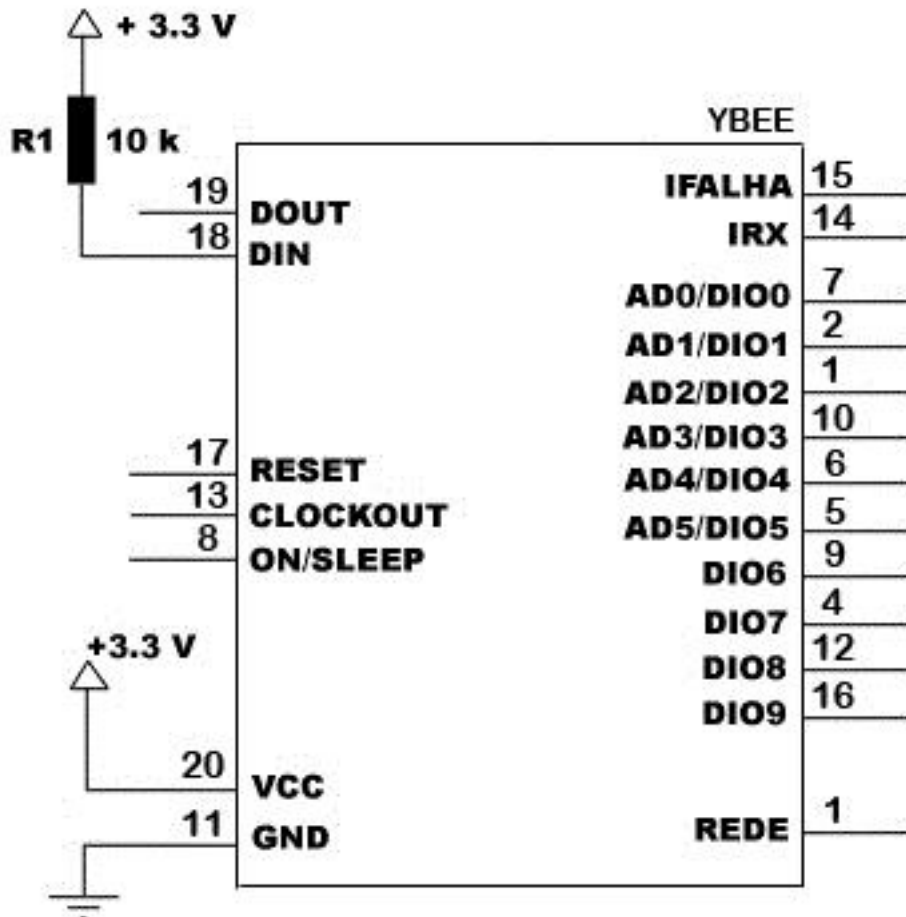 + 3.3 V
R1 10 k
YBEE
19 DOUT
18 DIN
17 RESET
13 CLOCKOUT
8 ON/SLEEP
+3.3 V
20 VCC
11 GND
IFALHA 15
IRX 14
AD0/DIO0 7
AD1/DIO1 2
AD2/DIO2 1
AD3/DIO3 10
AD4/DIO4 6
AD5/DIO5 5
DIO6 9
DIO7 4
DIO8 12
DIO9 16
REDE 1